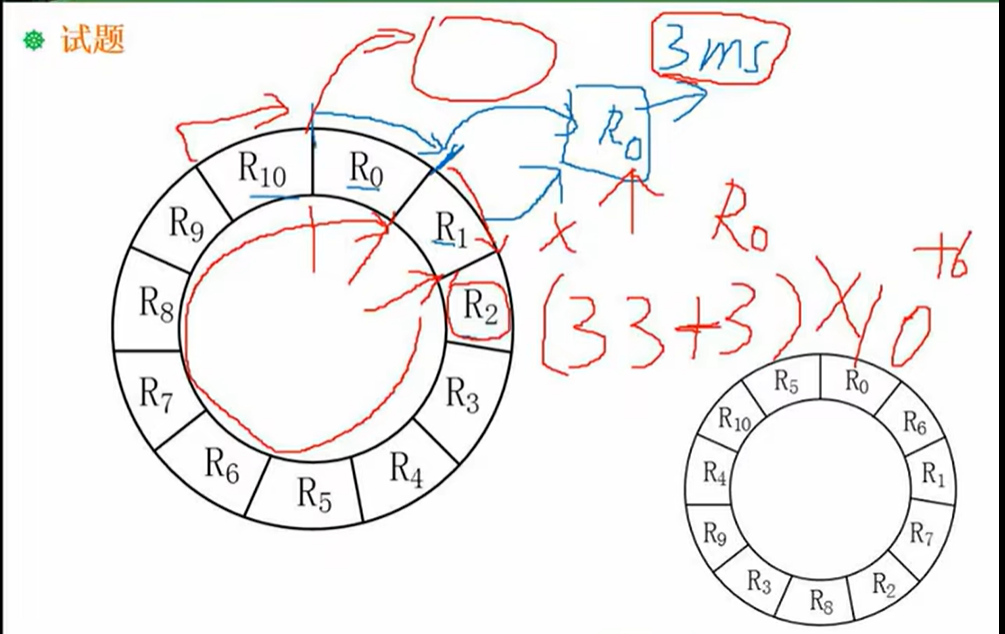 试题
3ms
R₀
R₁₀ R₀
R₉ R₁ × R₀
R₈ R₂ (33+3)×10 +6
R₇ R₃
R₆ R₅ R₄
R₅ R₀
R₁₀ R₆
R₄ R₁
R₉ R₇
R₃ R₈ R₂